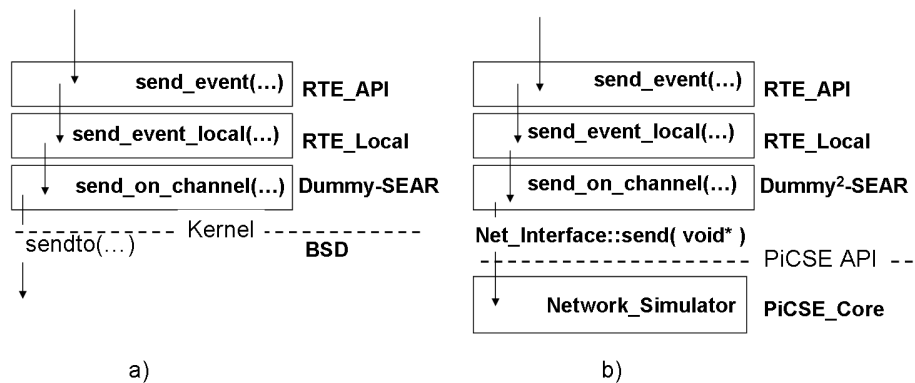 send_event(…) RTE_API
send_event_local(…) RTE_Local
send_on_channel(…) Dummy-SEAR
Kernel
sendto(…) BSD
a)
send_event(…) RTE_API
send_event_local(…) RTE_Local
send_on_channel(…) Dummy²-SEAR
Net_Interface::send( void* )
PiCSE API
Network_Simulator PiCSE_Core
b)